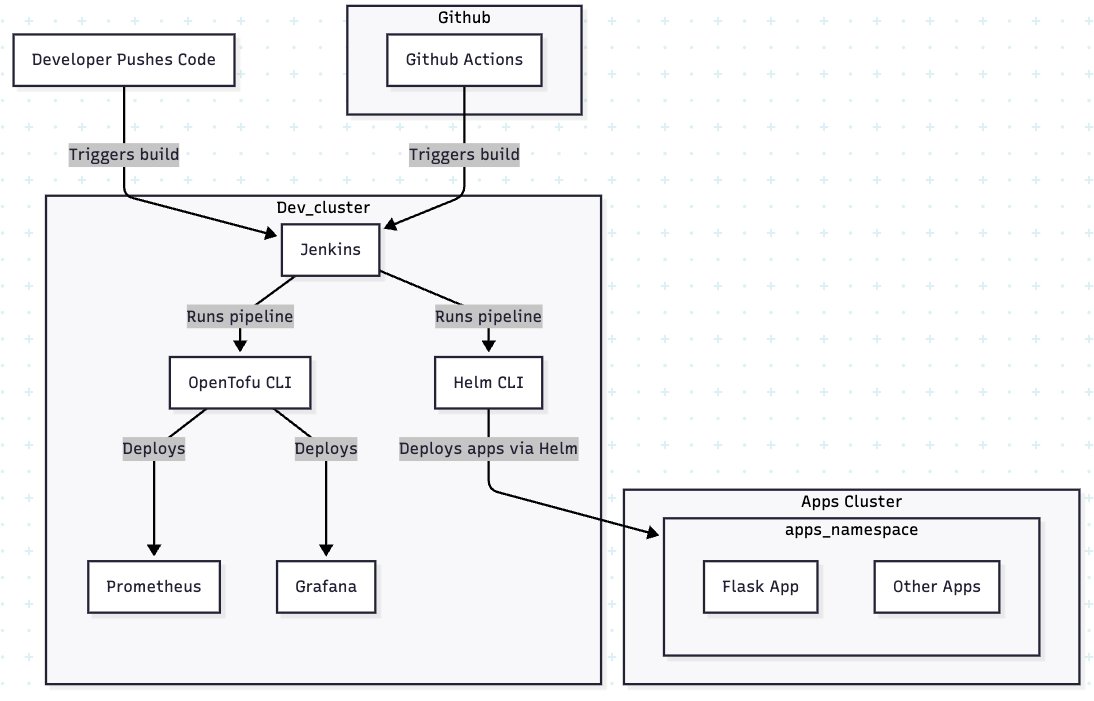 Github
Developer Pushes Code
Github Actions
Triggers build
Triggers build
Dev_cluster
Jenkins
Runs pipeline
Runs pipeline
OpenTofu CLI
Helm CLI
Deploys
Deploys
Deploys apps via Helm
Apps Cluster
apps_namespace
Prometheus
Grafana
Flask App
Other Apps